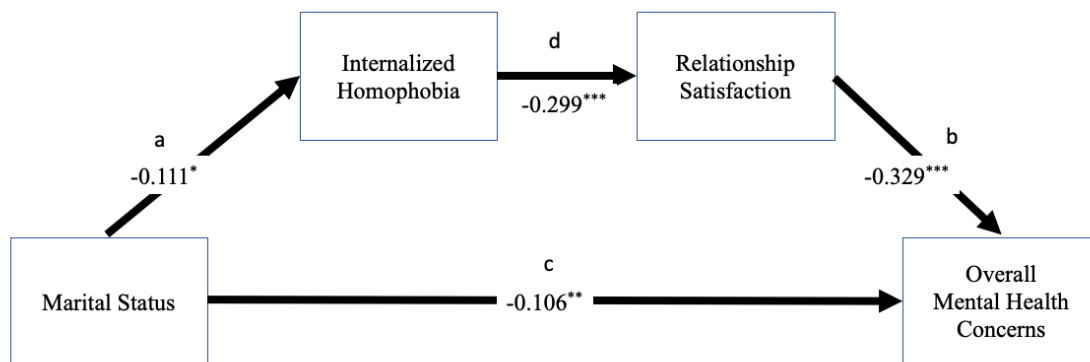 Internalized
Homophobia
d
-0.299***
Relationship
Satisfaction
a
-0.111*
b
-0.329***
Marital Status
c
-0.106**
Overall
Mental Health
Concerns